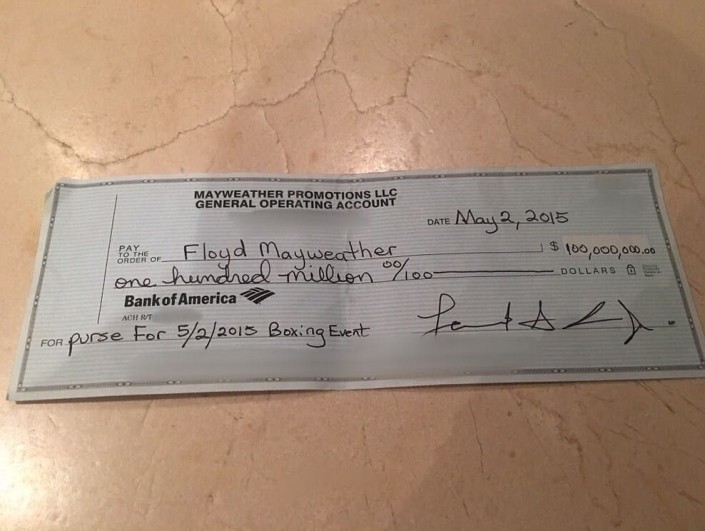 MAYWEATHER PROMOTIONS LLC
GENERAL OPERATING ACCOUNT
DATE May 2, 2015
PAY
TO THE
ORDER OF Floyd Mayweather $ 100,000,000.00
one hundred million 00/100 DOLLARS
Bank of America
ACH R/T
FOR purse For 5/2/2015 Boxing Event